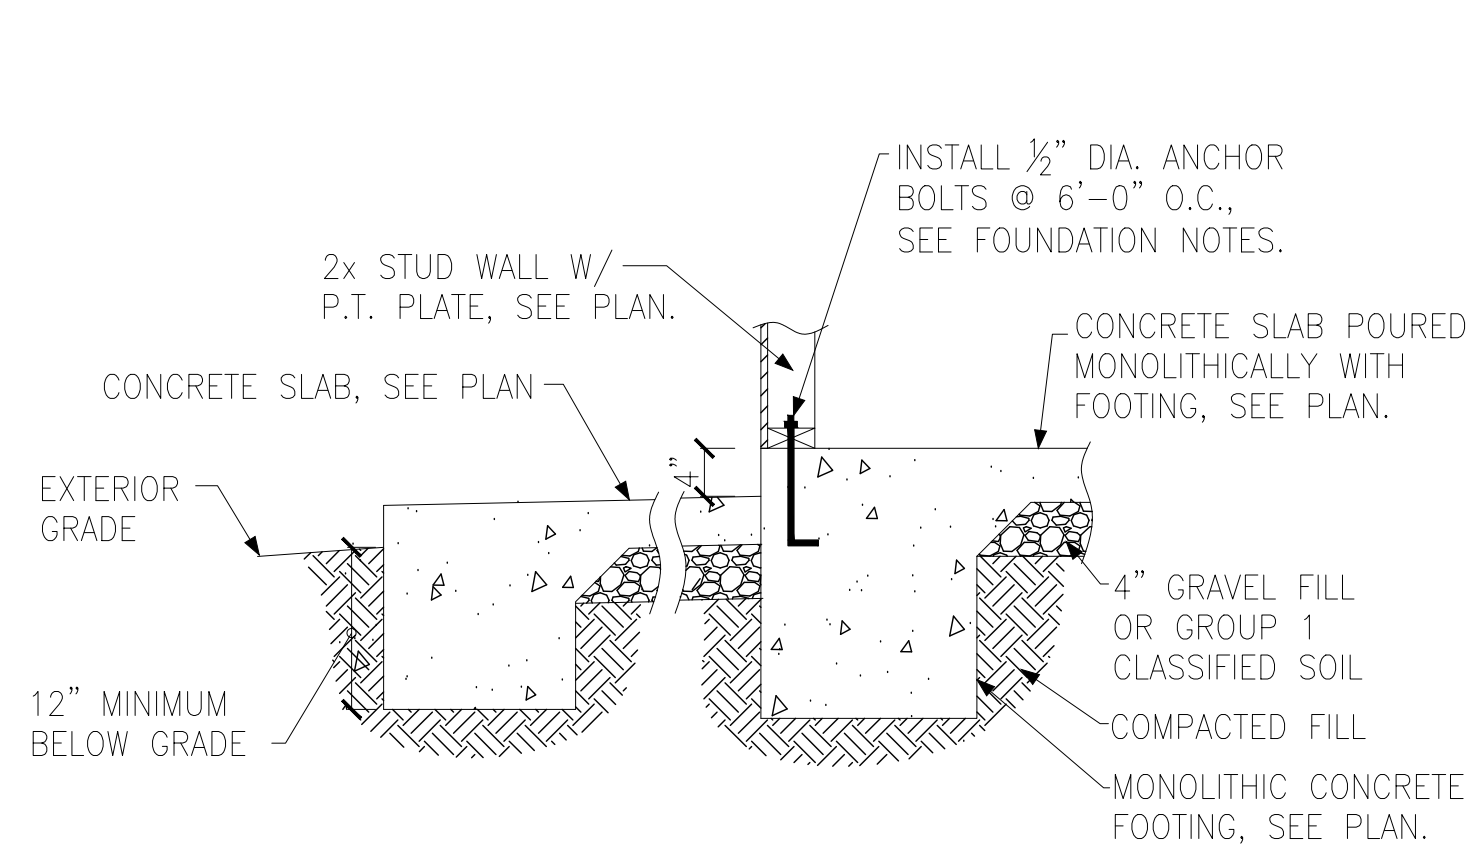 INSTALL ½" DIA. ANCHOR
BOLTS @ 6'-0" O.C.,
SEE FOUNDATION NOTES.
2x STUD WALL W/
P.T. PLATE, SEE PLAN.
CONCRETE SLAB POURED
MONOLITHICALLY WITH
FOOTING, SEE PLAN.
CONCRETE SLAB, SEE PLAN
4"
EXTERIOR
GRADE
4" GRAVEL FILL
OR GROUP 1
CLASSIFIED SOIL
12" MINIMUM
BELOW GRADE
COMPACTED FILL
MONOLITHIC CONCRETE
FOOTING, SEE PLAN.